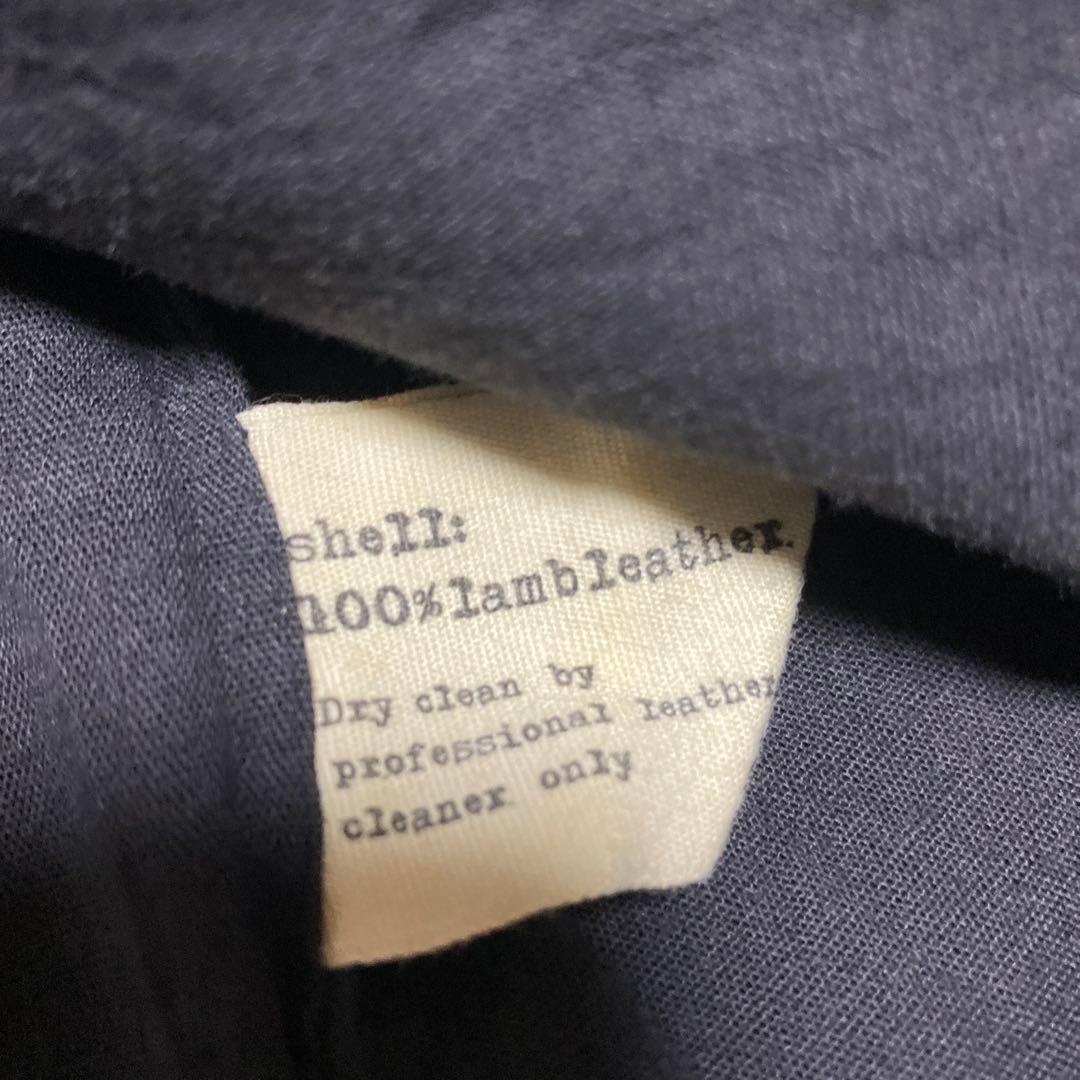 shell:
100%lambleather.
Dry clean by
professional leather
cleaner only